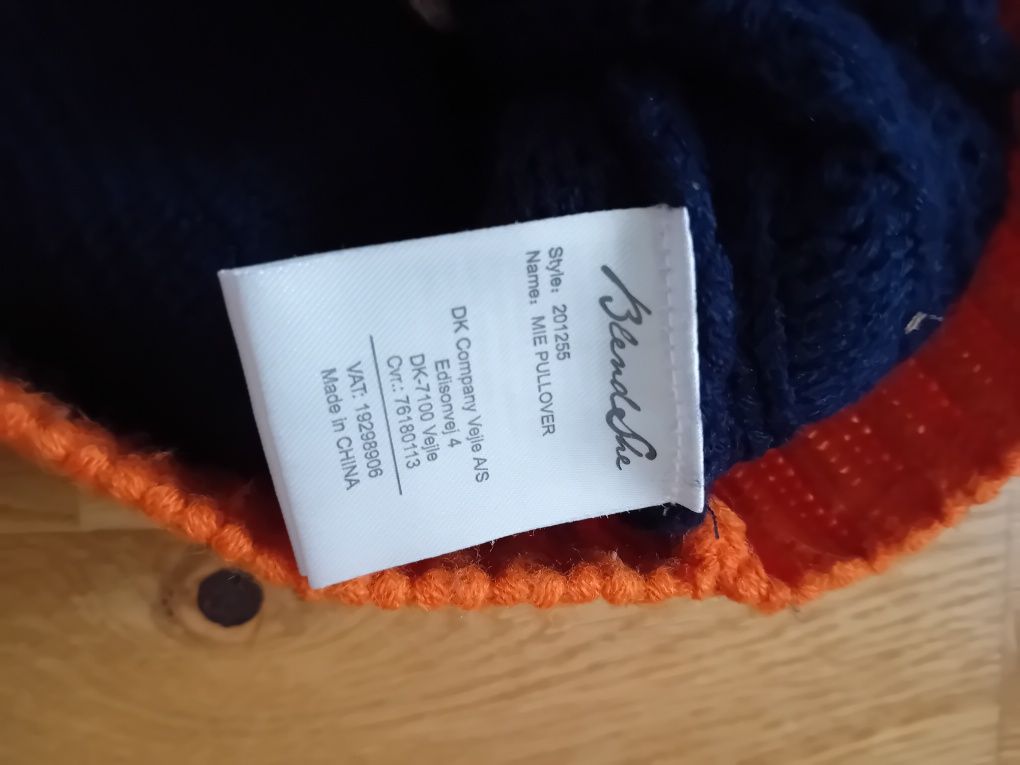 BlendeShe
Style: 201255
Name: MIE PULLOVER
DK Company Vejle A/S
Edisonvej 4
DK-7100 Vejle
Cvr.: 76180113
VAT: 19298906
Made in CHINA